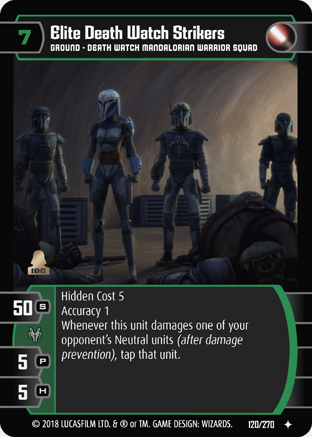 7
Elite Death Watch Strikers
GROUND - DEATH WATCH MANDALORIAN WARRIOR SQUAD
IDC
50 S
5 P
5 H
Hidden Cost 5
Accuracy 1
Whenever this unit damages one of your
opponent's Neutral units (after damage
prevention), tap that unit.
© 2018 LUCASFILM LTD. & ® or TM. GAME DESIGN: WIZARDS.
120/270